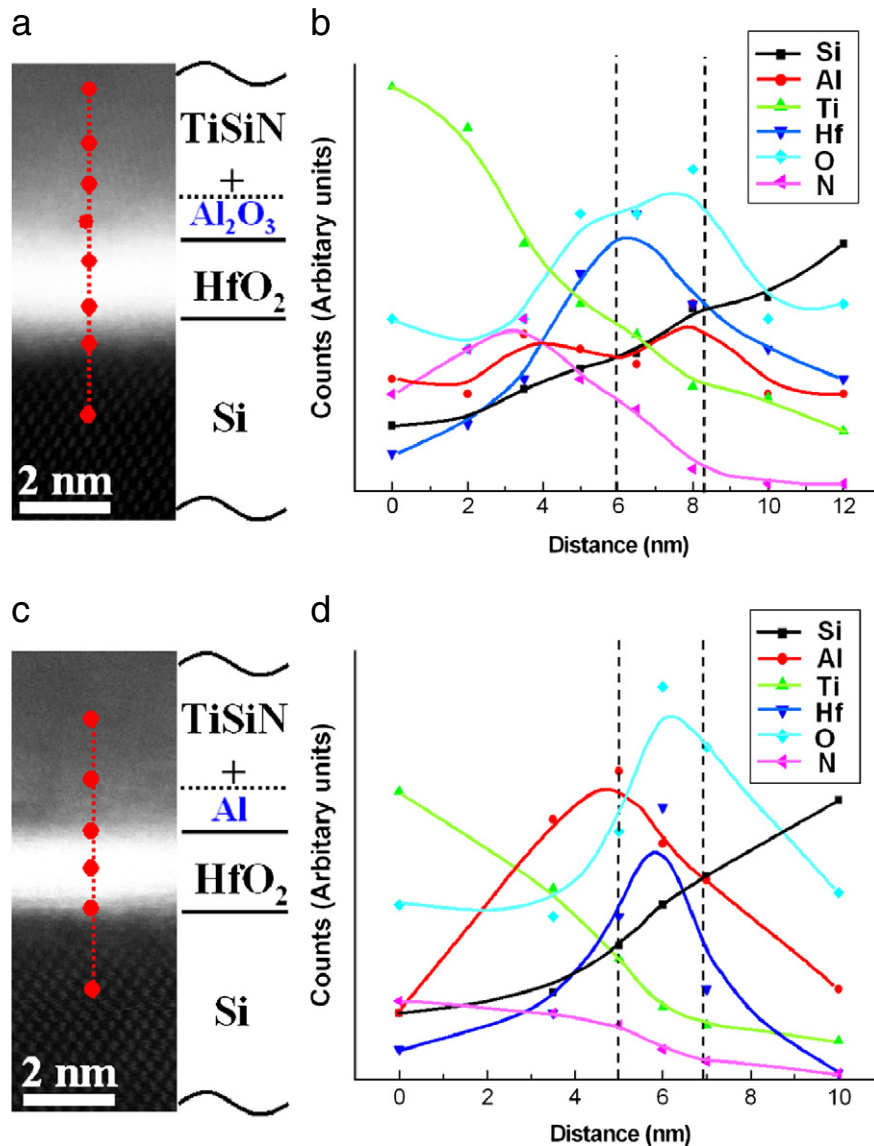 a
TiSiN
+
Al₂O₃
HfO₂
Si
2 nm
b
Counts (Arbitary units)
Si
Al
Ti
Hf
O
N
0 2 4 6 8 10 12
Distance (nm)
c
TiSiN
+
Al
HfO₂
Si
2 nm
d
Counts (Arbitary units)
Si
Al
Ti
Hf
O
N
0 2 4 6 8 10
Distance (nm)